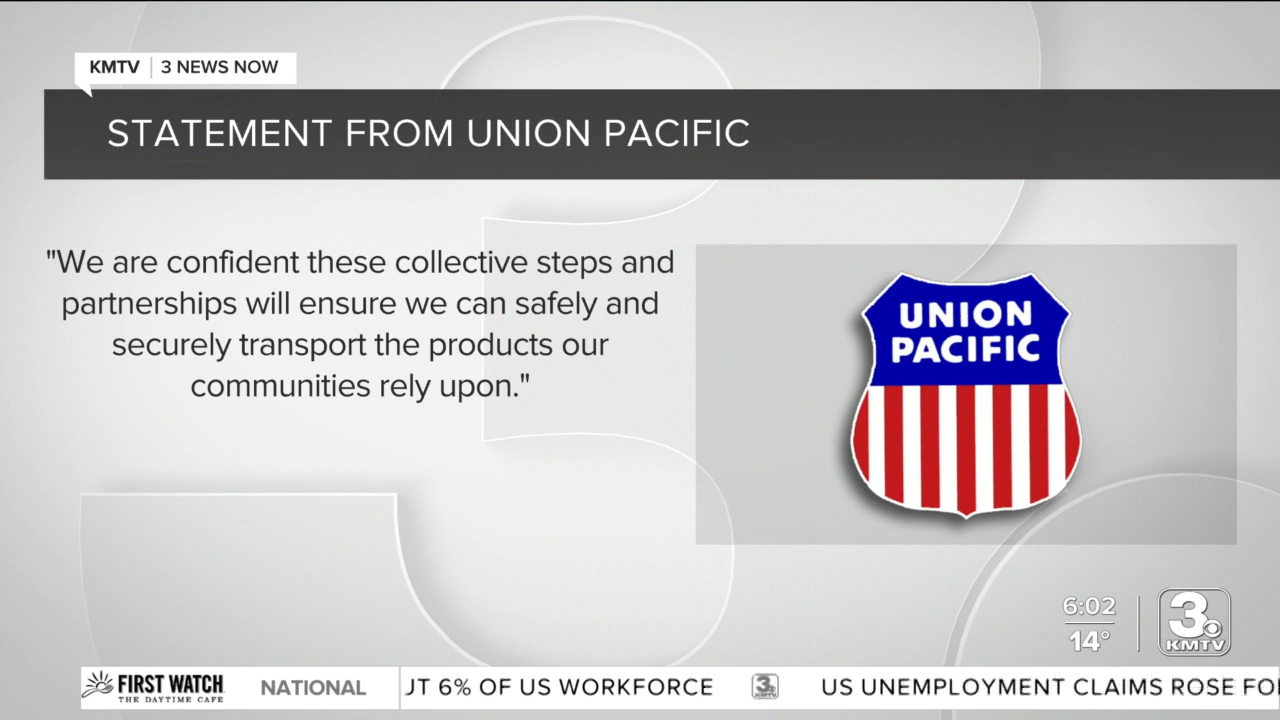 KMTV | 3 NEWS NOW
STATEMENT FROM UNION PACIFIC
"We are confident these collective steps and
partnerships will ensure we can safely and
securely transport the products our
communities rely upon."
UNION
PACIFIC
6:02
14°
3
KMTV
FIRST WATCH
THE DAYTIME CAFE
NATIONAL
6% OF US WORKFORCE
3
KMTV
US UNEMPLOYMENT CLAIMS ROSE